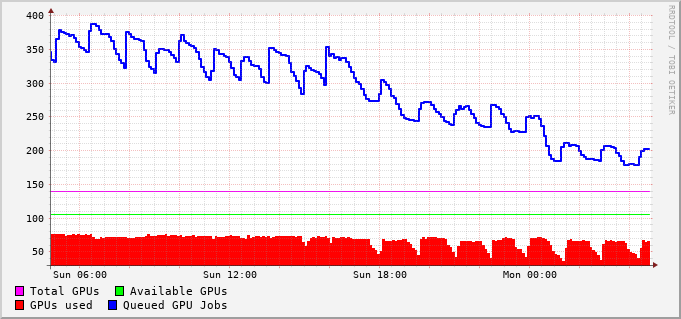 400
350
300
250
200
150
100
50
Sun 06:00 Sun 12:00 Sun 18:00 Mon 00:00
Total GPUs Available GPUs
GPUs used Queued GPU Jobs
RRDTOOL / TOBI OETIKER